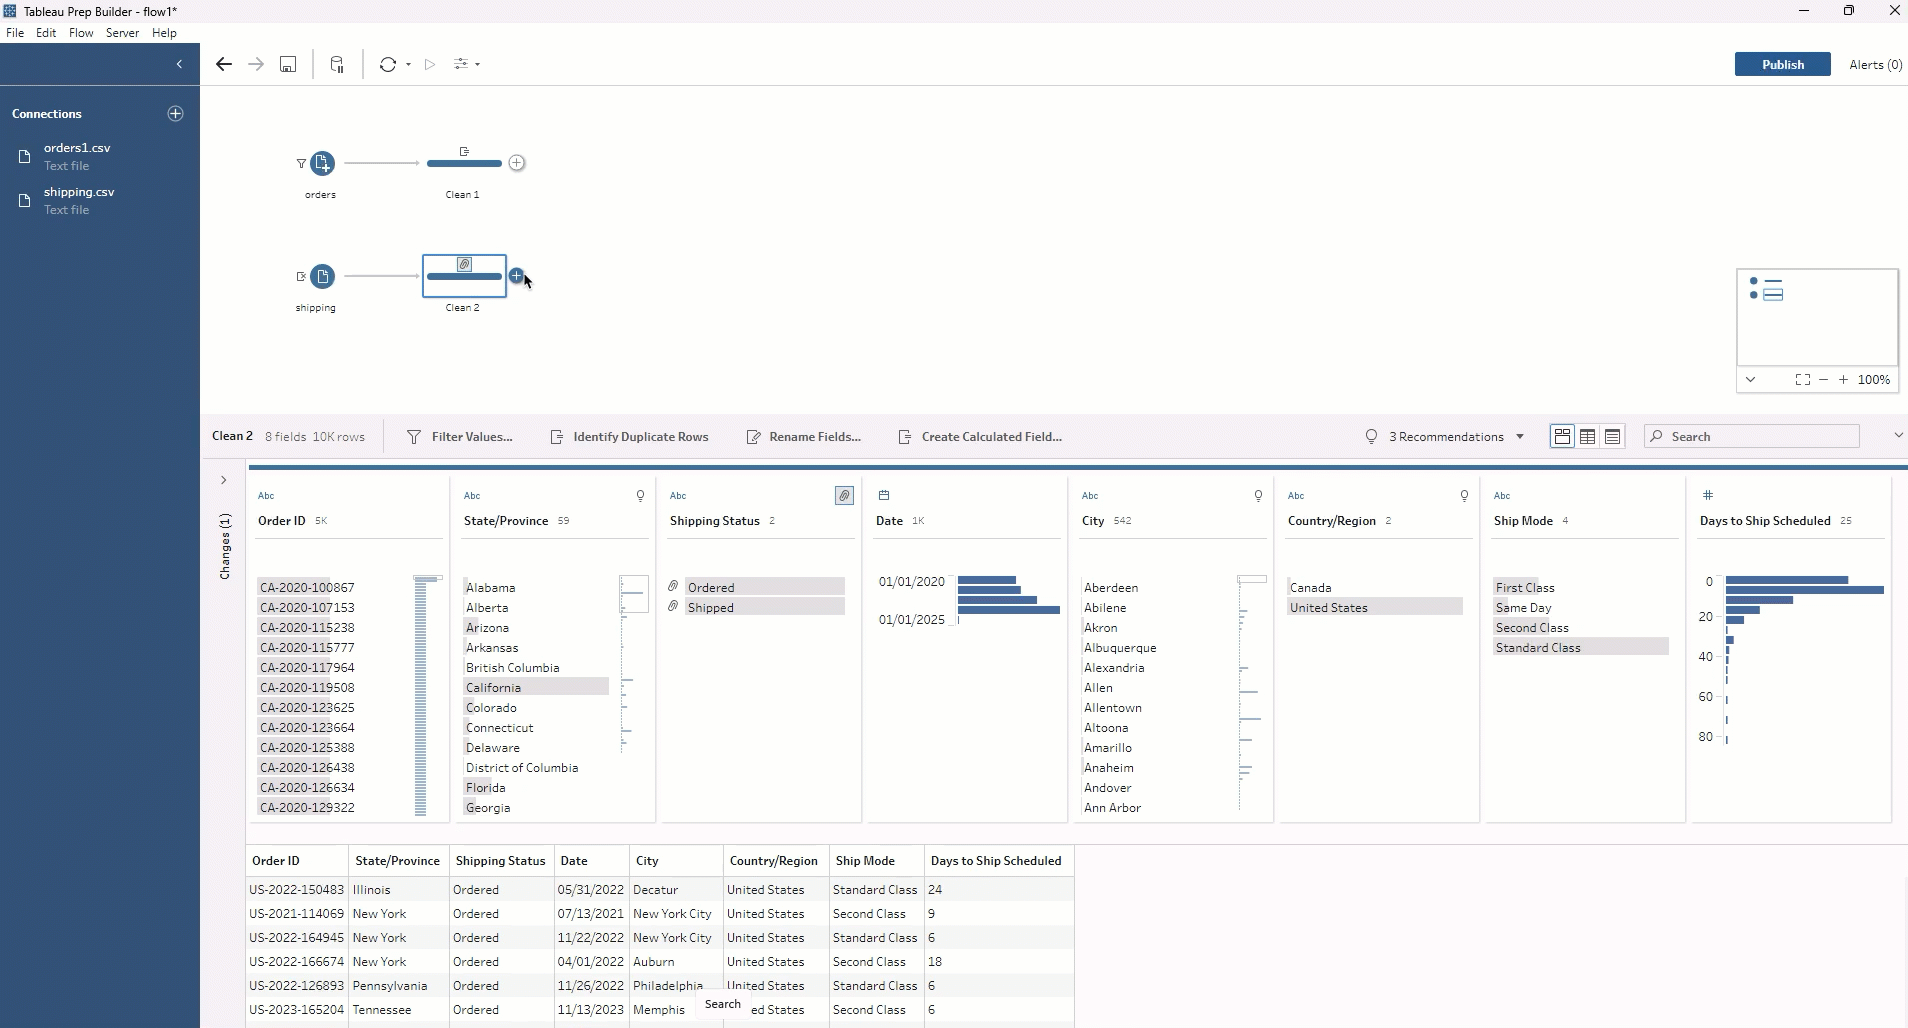 Tableau Prep Builder - flow1*
File Edit Flow Server Help
Publish Alerts (0)
Connections
orders1.csv
Text file
shipping.csv
Text file
orders
Clean 1
shipping
Clean 2
100%
Clean 2 8 fields 10K rows Filter Values... Identify Duplicate Rows Rename Fields... Create Calculated Field... 3 Recommendations Search
Changes (1)
Abc
Order ID 5K
CA-2020-100867
CA-2020-107153
CA-2020-115238
CA-2020-115777
CA-2020-117964
CA-2020-119508
CA-2020-123625
CA-2020-123664
CA-2020-125388
CA-2020-126438
CA-2020-126634
CA-2020-129322
Abc
State/Province 59
Alabama
Alberta
Arizona
Arkansas
British Columbia
California
Colorado
Connecticut
Delaware
District of Columbia
Florida
Georgia
Abc
Shipping Status 2
Ordered
Shipped
Date 1K
01/01/2020
01/01/2025
Abc
City 542
Aberdeen
Abilene
Akron
Albuquerque
Alexandria
Allen
Allentown
Altoona
Amarillo
Anaheim
Andover
Ann Arbor
Abc
Country/Region 2
Canada
United States
Abc
Ship Mode 4
First Class
Same Day
Second Class
Standard Class
#
Days to Ship Scheduled 25
0
20
40
60
80
Order ID State/Province Shipping Status Date City Country/Region Ship Mode Days to Ship Scheduled
US-2022-150483 Illinois Ordered 05/31/2022 Decatur United States Standard Class 24
US-2021-114069 New York Ordered 07/13/2021 New York City United States Second Class 9
US-2022-164945 New York Ordered 11/22/2022 New York City United States Standard Class 6
US-2022-166674 New York Ordered 04/01/2022 Auburn United States Second Class 18
US-2022-126893 Pennsylvania Ordered 11/26/2022 Philadelphia United States Standard Class 6
US-2023-165204 Tennessee Ordered 11/13/2023 Memphis ed States Second Class 6
Search